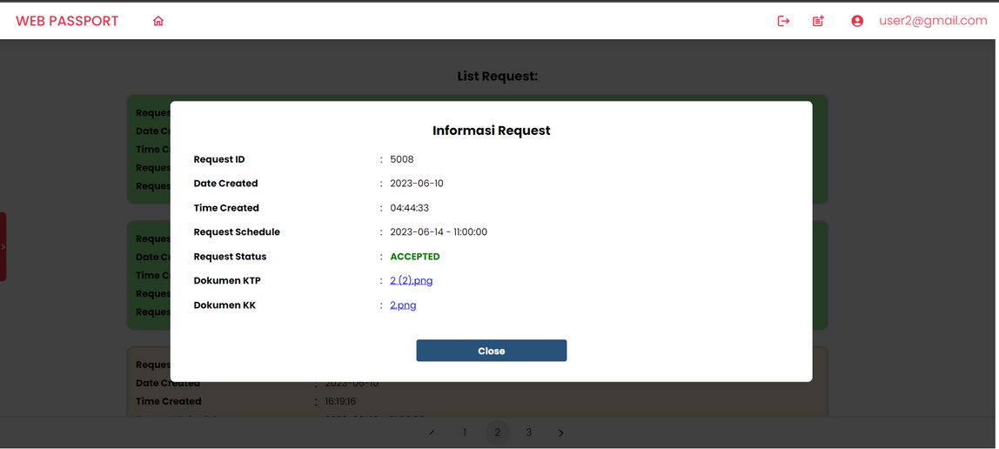 WEB PASSPORT
user2@gmail.com
List Request:
Informasi Request
Request ID : 5008
Date Created : 2023-06-10
Time Created : 04:44:33
Request Schedule : 2023-06-14 - 11:00:00
Request Status : ACCEPTED
Dokumen KTP : 2 (2).png
Dokumen KK : 2.png
Close
Reques
Date Cr
Time C
Reques
Reques
Reques
Date Cr
Time C
Reques
Reques
Reques
Date Created : 2023-06-10
Time Created : 16:19:16
1 2 3